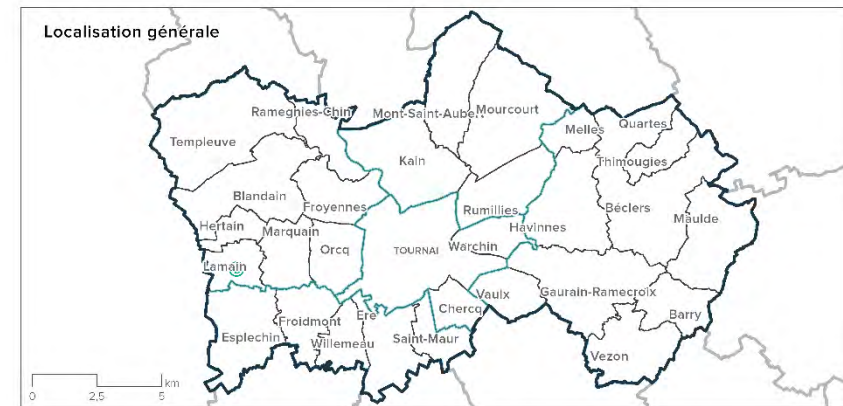 Localisation générale
Rameghies-Chin
Mont-Saint-Aubert
Mourcourt
Melles
Quartes
Templeuve
Kain
Thimougies
Blandain
Froyennes
Rumillies
Béclers
Maulde
Hertain
Marquain
Orcq
TOURNAI
Warchin
Havinnes
Lamain
Vaulx
Gaurain-Ramecroix
Chercq
Barry
Esplechin
Froidmont
Willemeau
Ere
Saint-Maur
Vezon
0 2,5 5 km